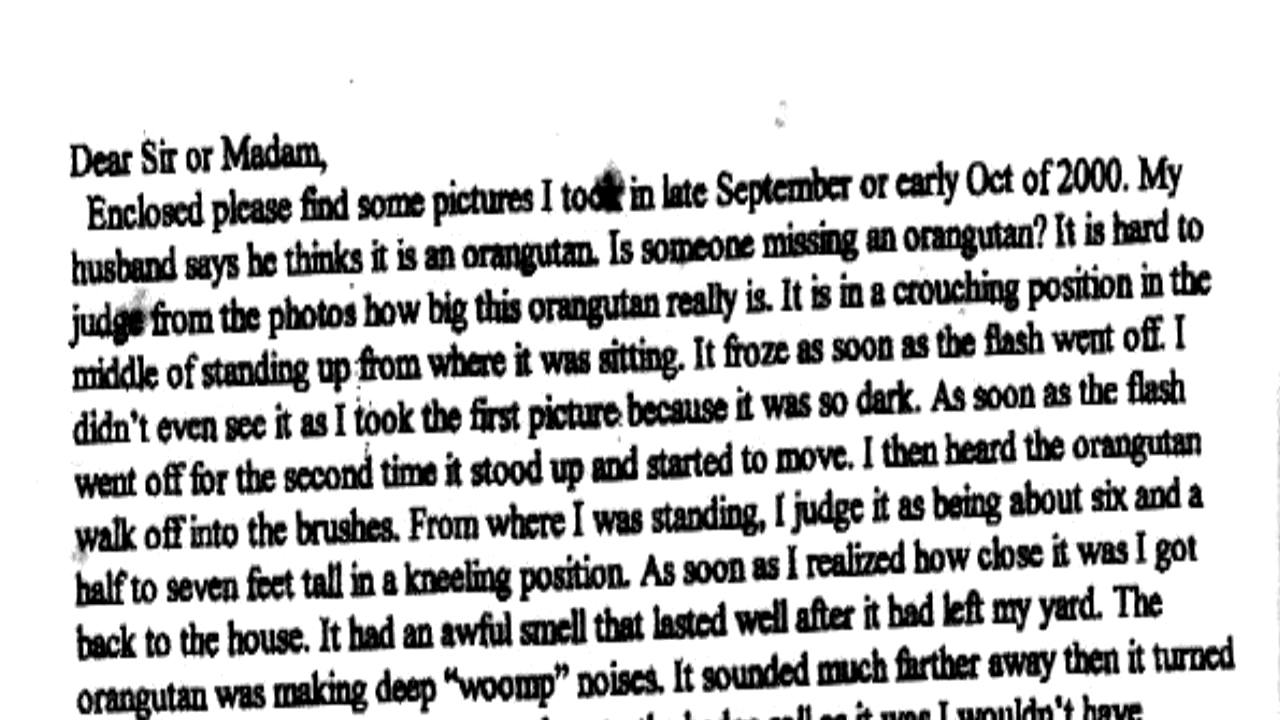 Dear Sir or Madam,
Enclosed please find some pictures I took in late September or early Oct of 2000. My
husband says he thinks it is an orangutan. Is someone missing an orangutan? It is hard to
judge from the photos how big this orangutan really is. It is in a crouching position in the
middle of standing up from where it was sitting. It froze as soon as the flash went off. I
didn't even see it as I took the first picture because it was so dark. As soon as the flash
went off for the second time it stood up and started to move. I then heard the orangutan
walk off into the brushes. From where I was standing, I judge it as being about six and a
half to seven feet tall in a kneeling position. As soon as I realized how close it was I got
back to the house. It had an awful smell that lasted well after it had left my yard. The
orangutan was making deep "woomp" noises. It sounded much farther away then it turned
as it was I wouldn't have